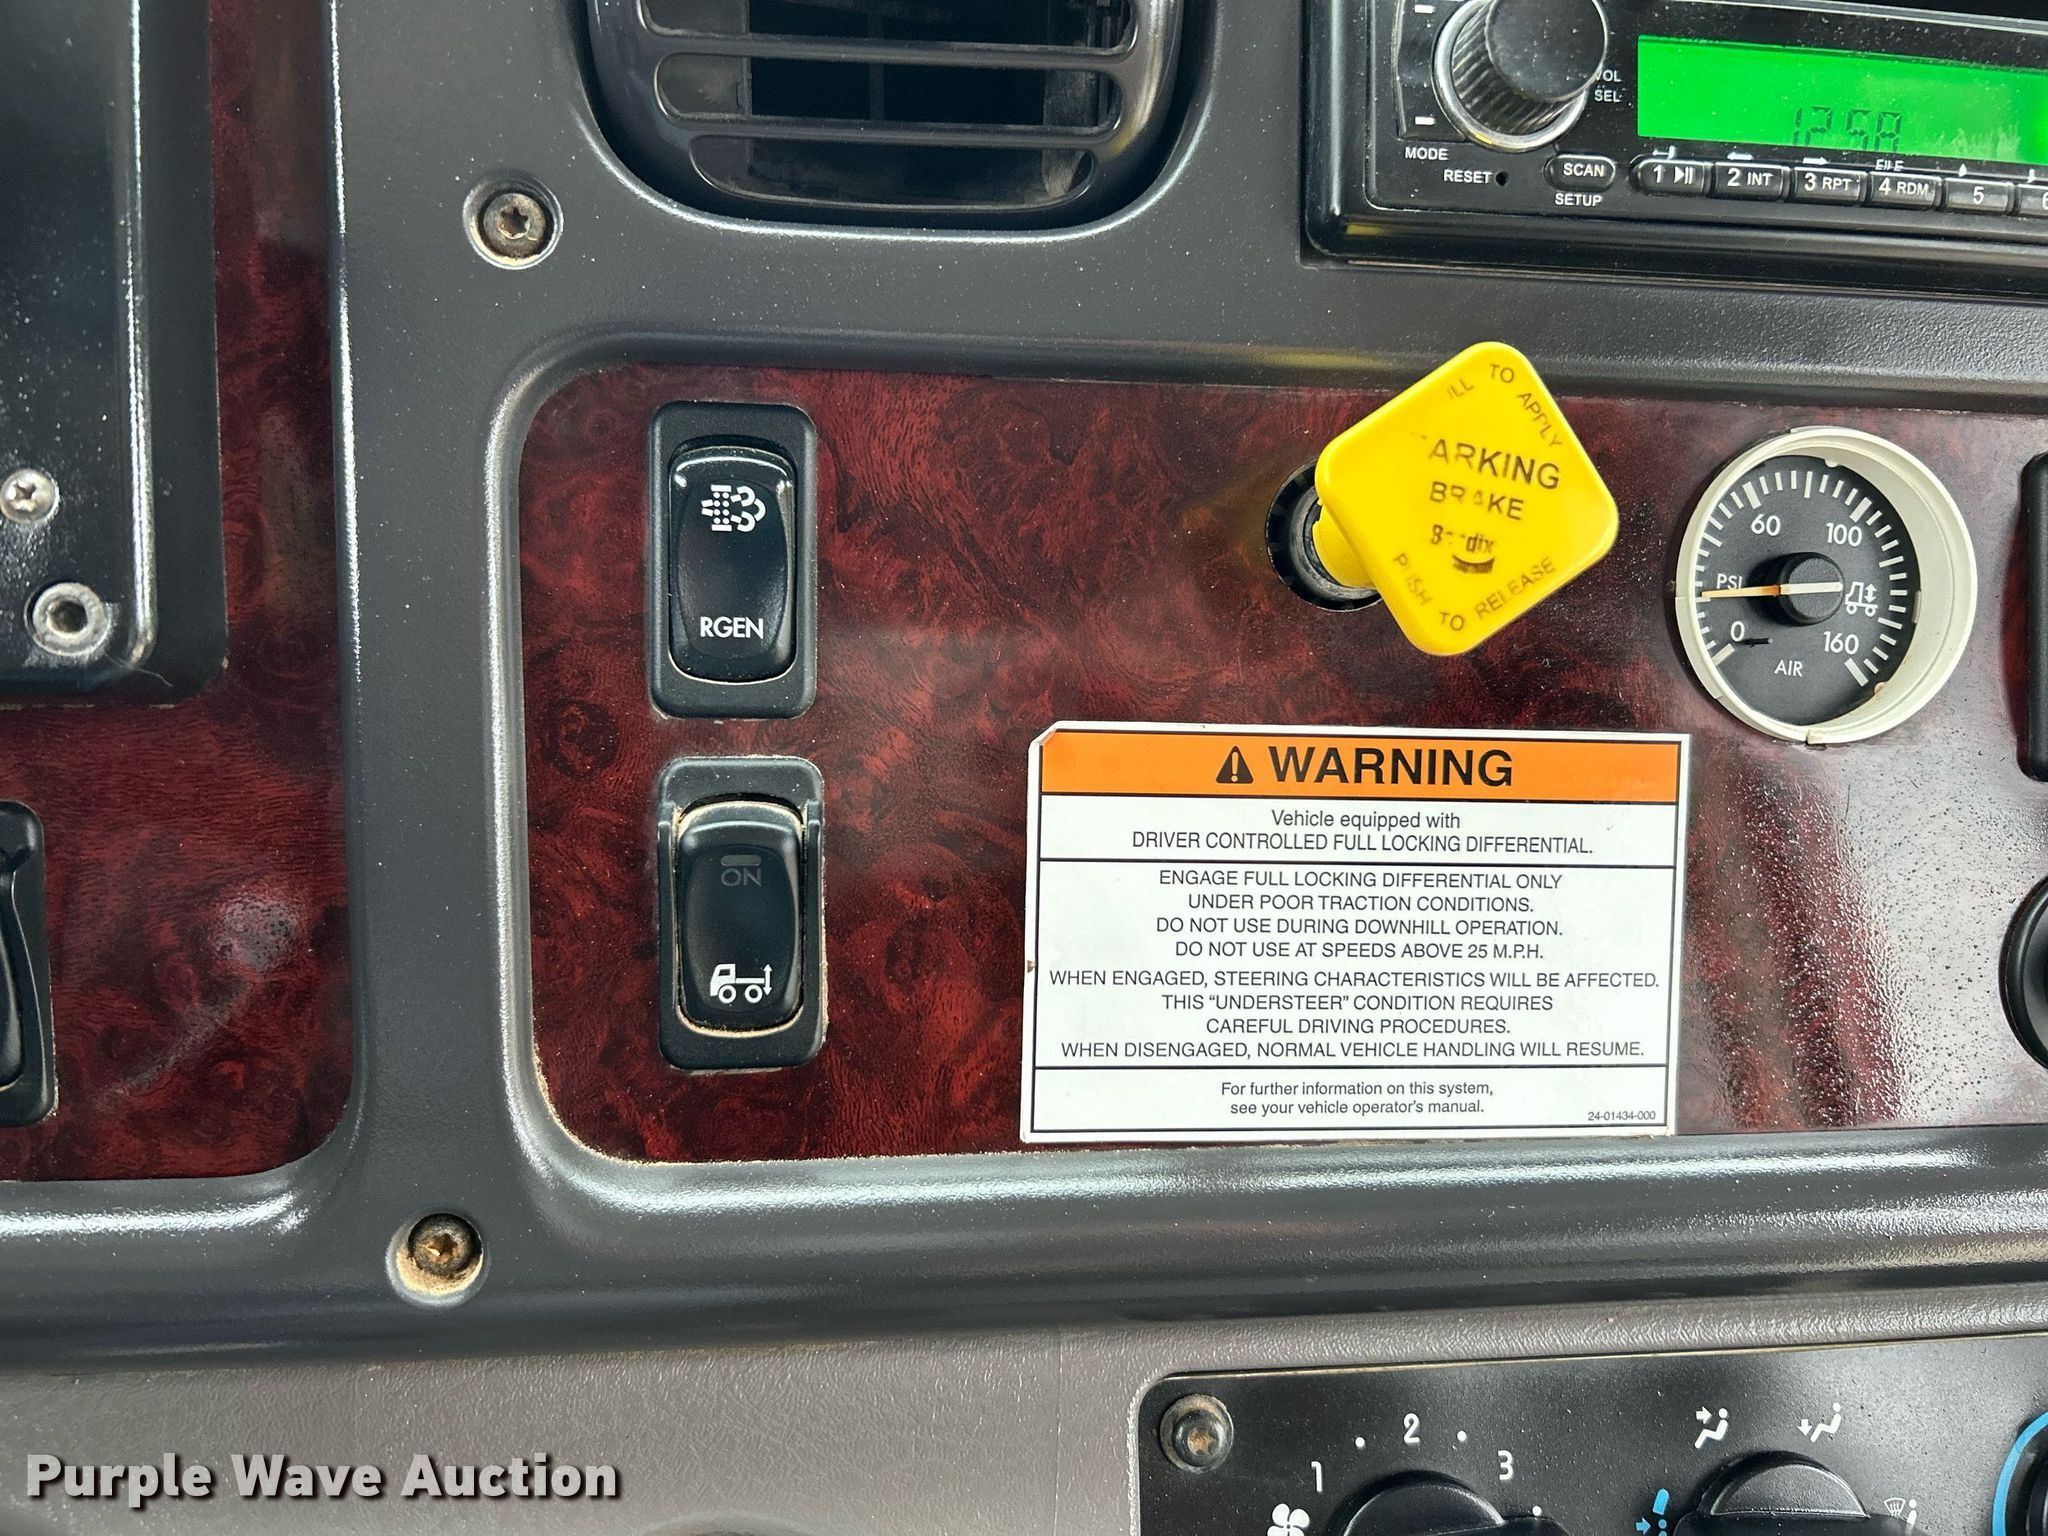 VOL
SEL
12:58
MODE
RESET
SCAN
SETUP
1
2 INT
3 RPT
4 RDM
5
6
TO APPLY
BRAKE
TO RELEASE
RGEN
ON
60
100
PSI
0
160
AIR
WARNING
Vehicle equipped with
DRIVER CONTROLLED FULL LOCKING DIFFERENTIAL.
ENGAGE FULL LOCKING DIFFERENTIAL ONLY
UNDER POOR TRACTION CONDITIONS.
DO NOT USE DURING DOWNHILL OPERATION.
DO NOT USE AT SPEEDS ABOVE 25 M.P.H.
WHEN ENGAGED, STEERING CHARACTERISTICS WILL BE AFFECTED.
THIS “UNDERSTEER” CONDITION REQUIRES
CAREFUL DRIVING PROCEDURES.
WHEN DISENGAGED, NORMAL VEHICLE HANDLING WILL RESUME.
For further information on this system,
see your vehicle operator's manual.
24-01434-000
1
2
3
Purple Wave Auction